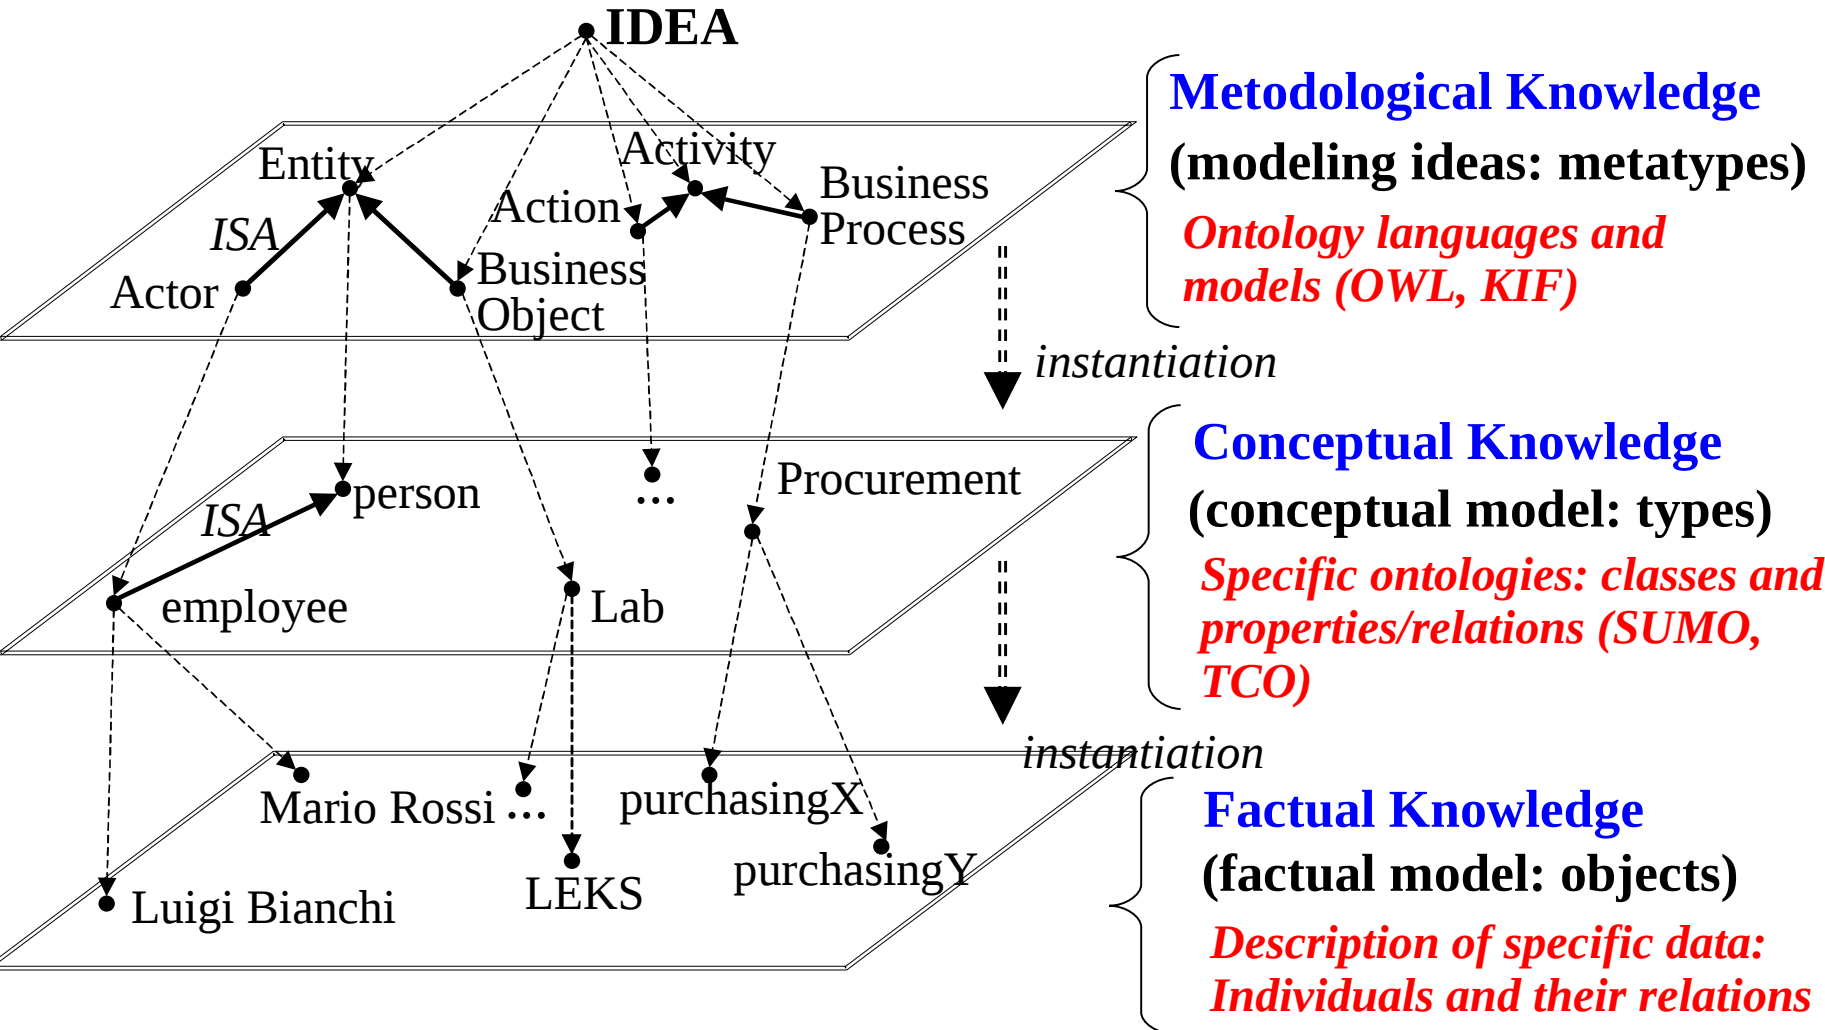 IDEA
Metodological Knowledge
(modeling ideas: metatypes)
Ontology languages and
models (OWL, KIF)
Entity
Activity
Action
Business
Process
ISA
Actor
Business
Object
instantiation
Conceptual Knowledge
(conceptual model: types)
Specific ontologies: classes and
properties/relations (SUMO,
TCO)
person
...
Procurement
ISA
employee
Lab
instantiation
Factual Knowledge
(factual model: objects)
Description of specific data:
Individuals and their relations
Mario Rossi
...
purchasingX
purchasingY
Luigi Bianchi
LEKS